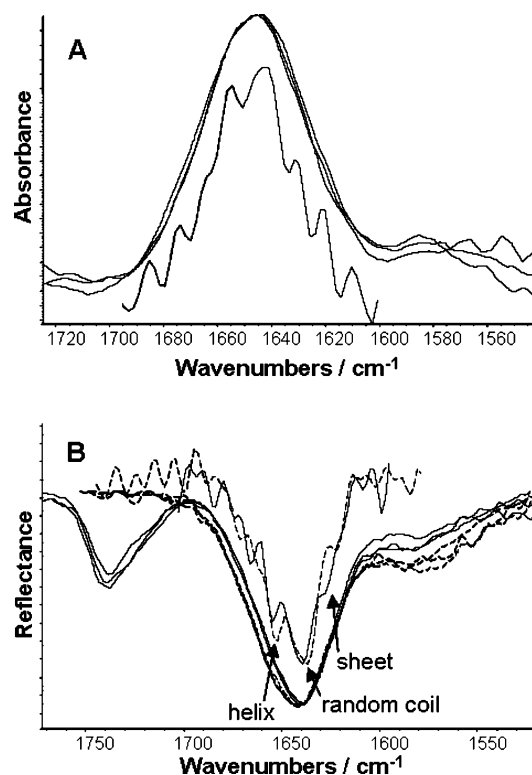 A
Absorbance
1720 1700 1680 1660 1640 1620 1600 1580 1560
Wavenumbers / cm-1
B
Reflectance
sheet
random coil
helix
1750 1700 1650 1600 1550
Wavenumbers / cm-1